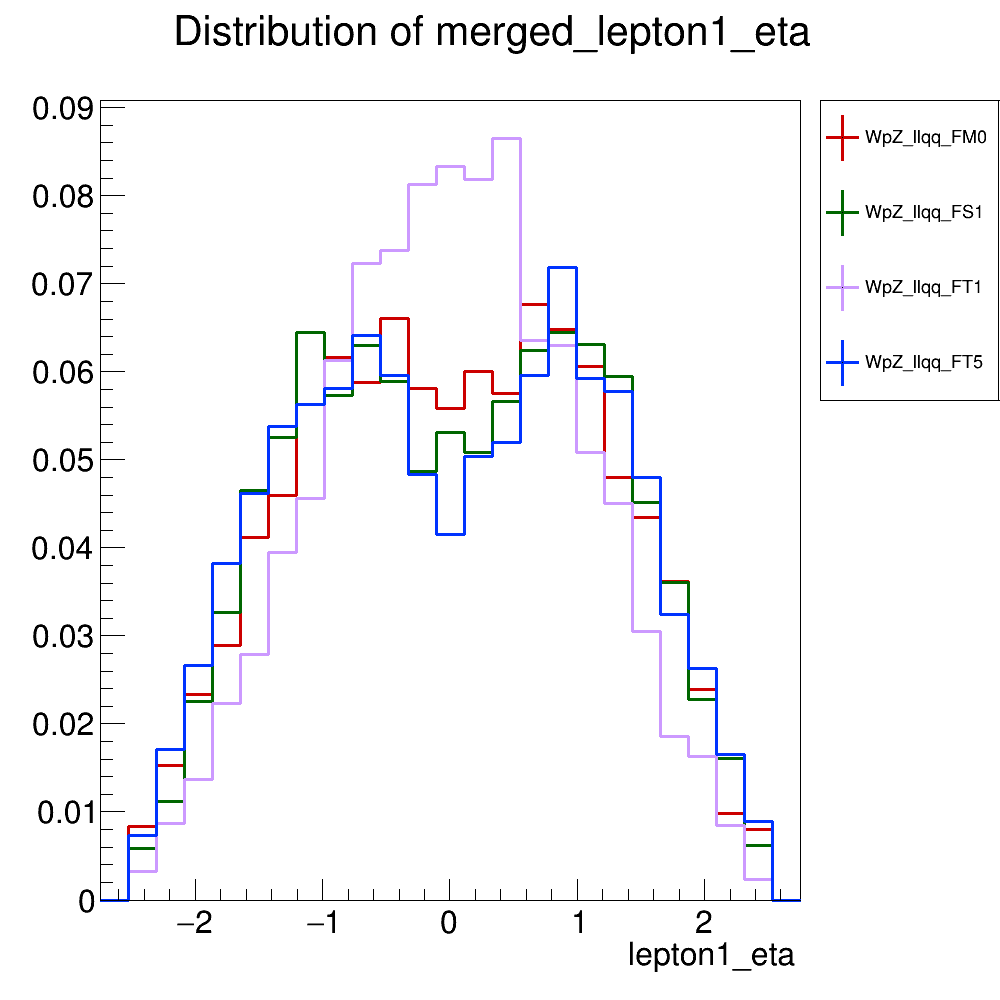 Distribution of merged_lepton1_eta
0.09
0.08
0.07
0.06
0.05
0.04
0.03
0.02
0.01
0
−2
−1
0
1
2
lepton1_eta
WpZ_llqq_FM0
WpZ_llqq_FS1
WpZ_llqq_FT1
WpZ_llqq_FT5